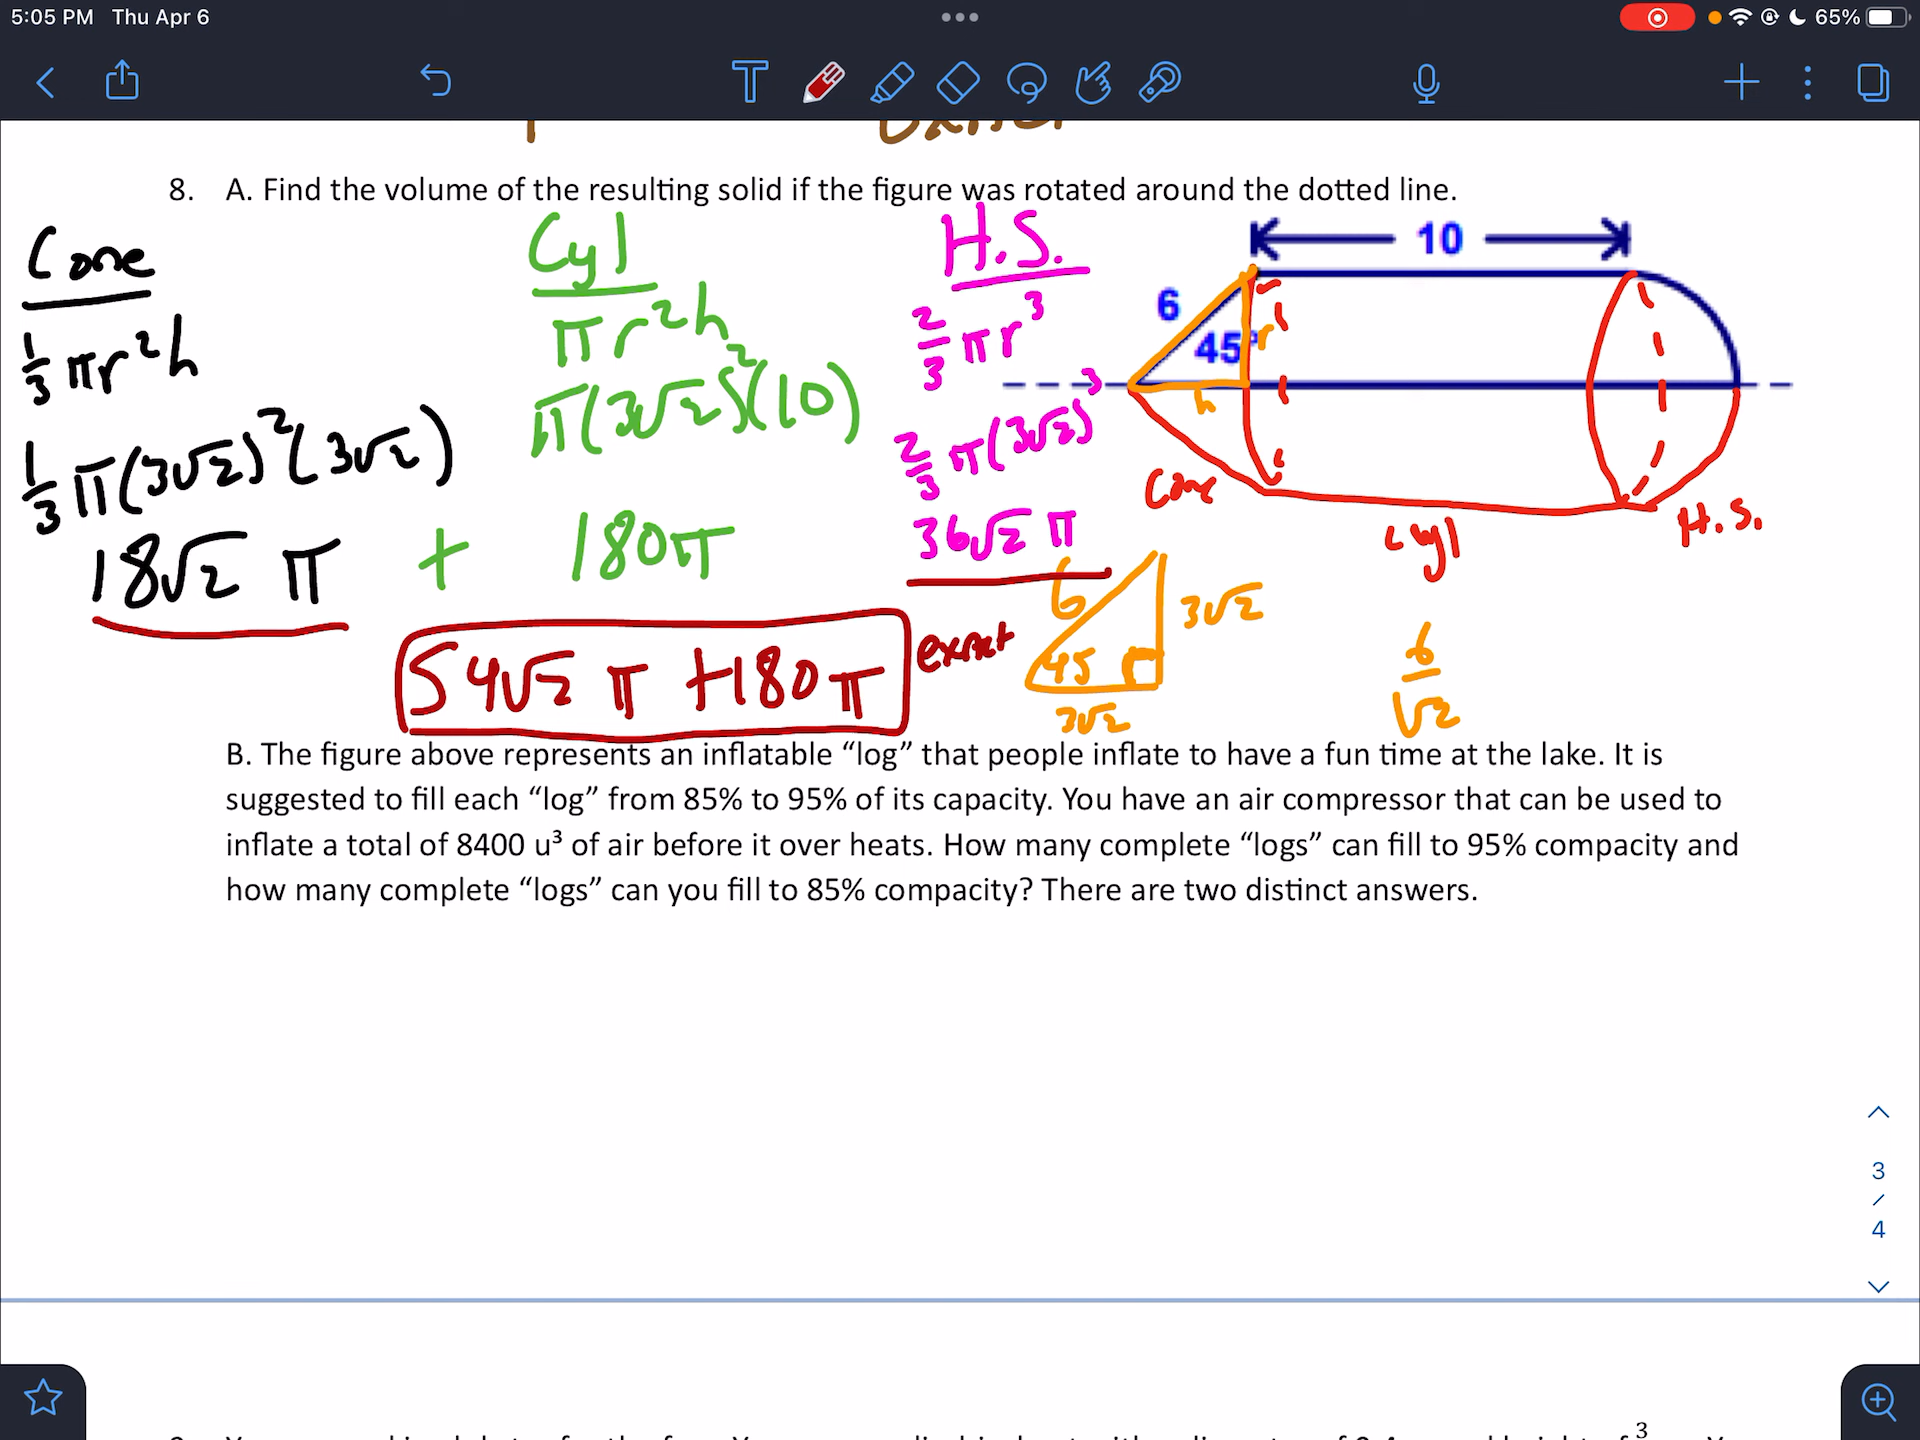 5:05 PM Thu Apr 6
65%
8. A. Find the volume of the resulting solid if the figure was rotated around the dotted line.
Cone
1/3 πr²h
1/3 π(3√2)²(3√2)
18√2 π
+
Cyl
πr²h
π(3√2)²(10)
180π
H.S.
2/3 πr³
2/3 π(3√2)³
36√2 π
10
6
45°
r
h
Cone
Cyl
H.S.
54√2 π +180π
exact
6
3√2
45
3√2
6/√2
B. The figure above represents an inflatable “log” that people inflate to have a fun time at the lake. It is
suggested to fill each “log” from 85% to 95% of its capacity. You have an air compressor that can be used to
inflate a total of 8400 u³ of air before it over heats. How many complete “logs” can fill to 95% compacity and
how many complete “logs” can you fill to 85% compacity? There are two distinct answers.
3
/
4